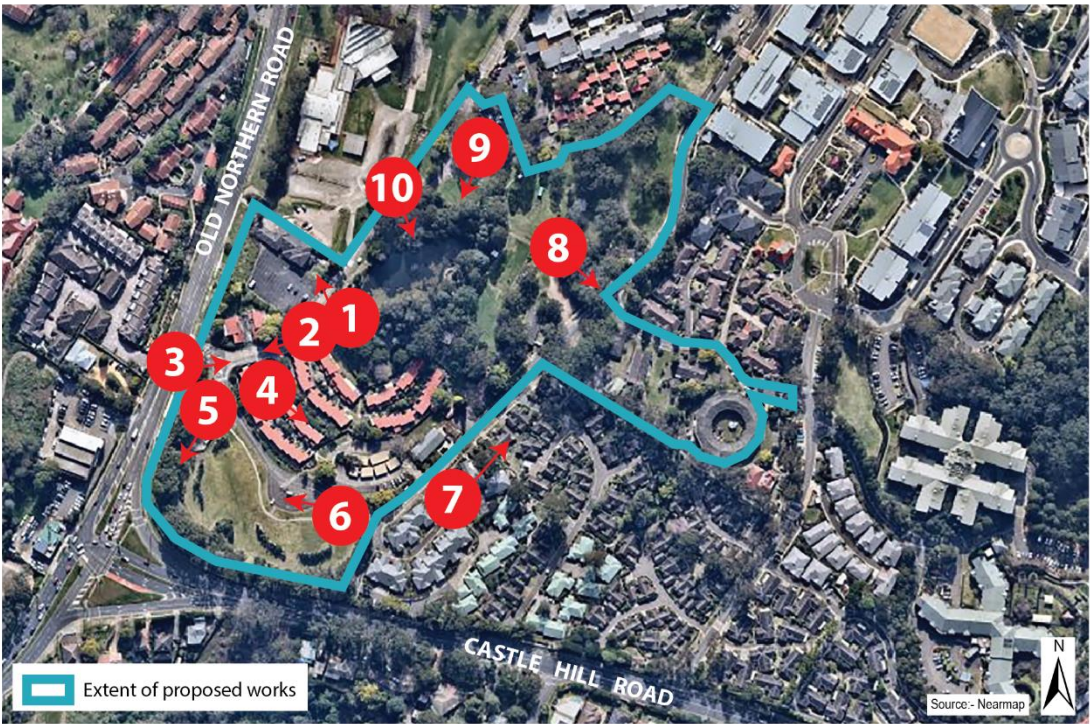 OLD NORTHERN ROAD
9
10
8
1
2
3
4
5
7
6
CASTLE HILL ROAD
N
Extent of proposed works
Source:- Nearmap